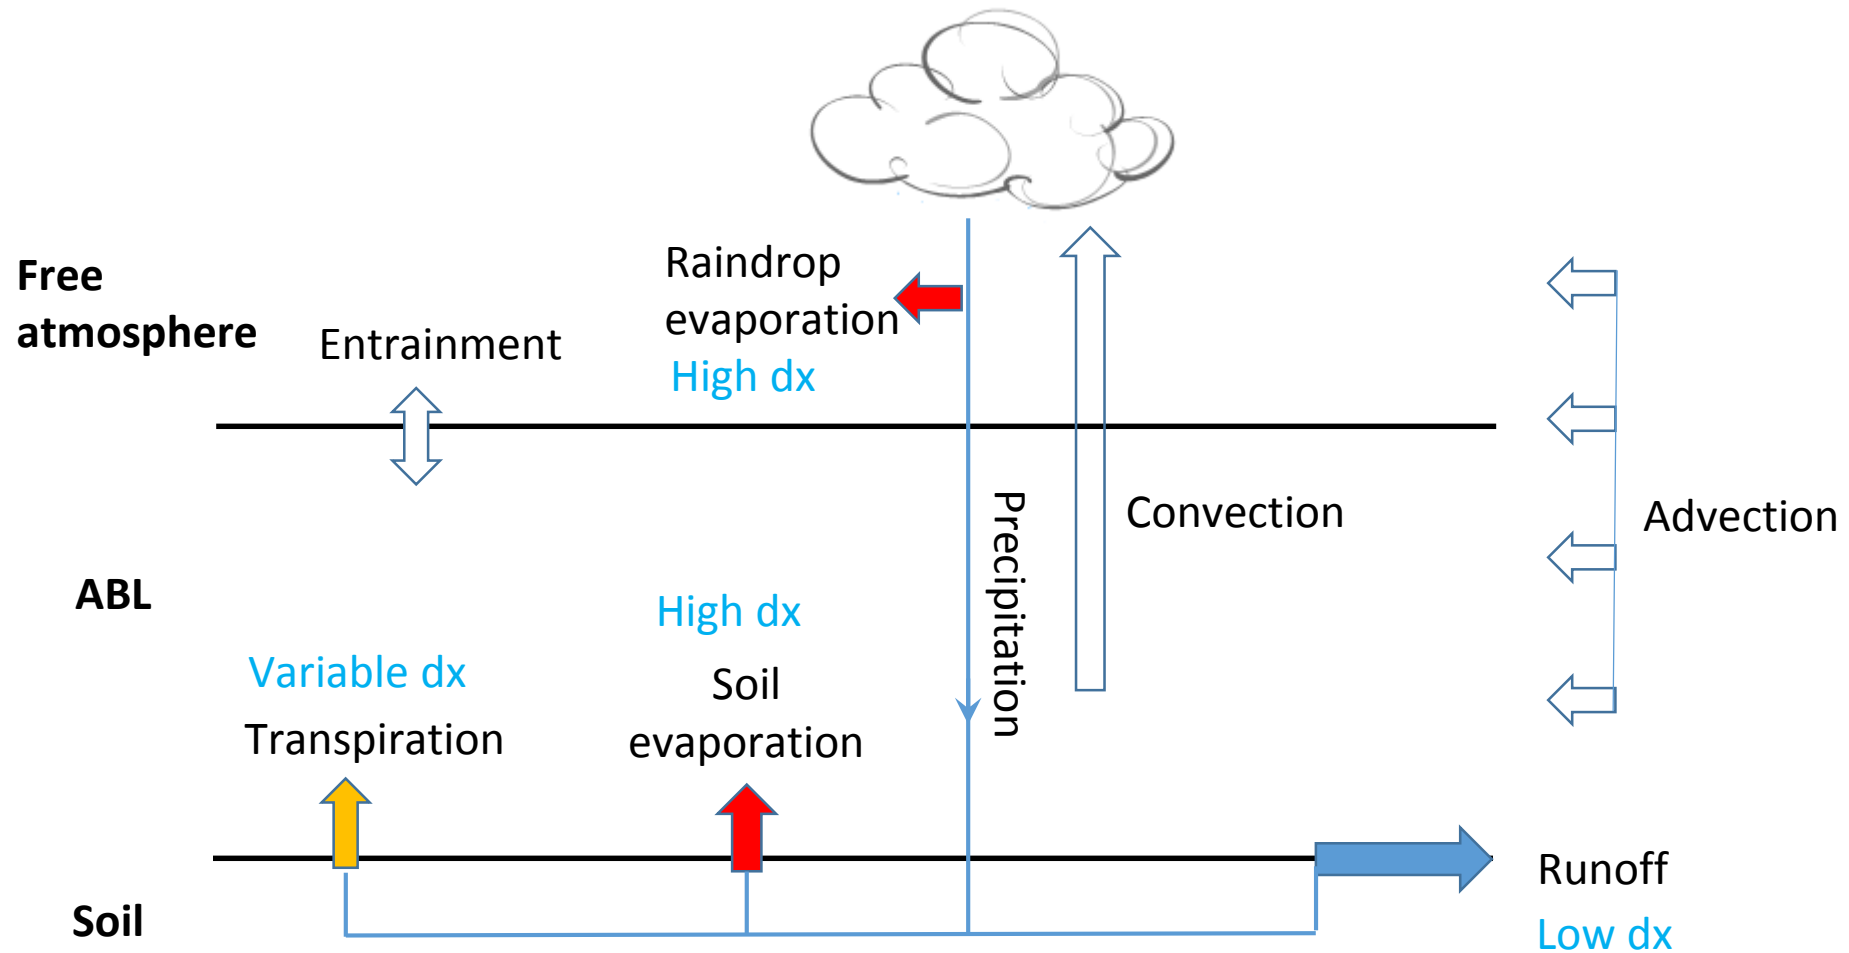 Free
atmosphere
Entrainment
Raindrop
evaporation
High dx
Precipitation
Convection
Advection
ABL
High dx
Variable dx
Soil
evaporation
Transpiration
Runoff
Low dx
Soil